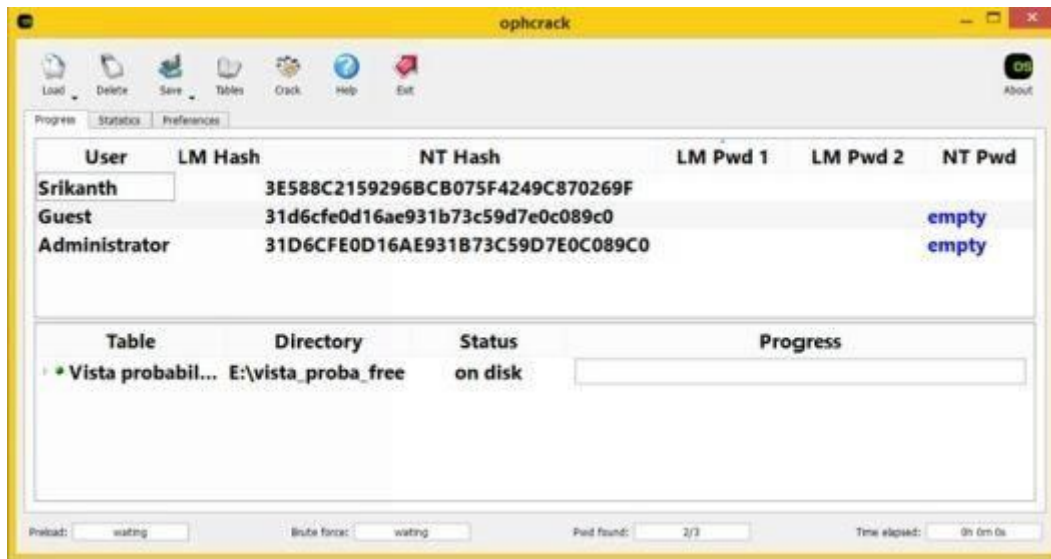 ophcrack
Load Delete Save Tables Crack Help Exit
OS
About
Progress Statistics Preferences
User LM Hash NT Hash LM Pwd 1 LM Pwd 2 NT Pwd
Srikanth 3E588C2159296BCB075F4249C870269F
Guest 31d6cfe0d16ae931b73c59d7e0c089c0 empty
Administrator 31D6CFE0D16AE931B73C59D7E0C089C0 empty
Table Directory Status Progress
Vista probabil... E:\vista_proba_free on disk
Preload: waiting Brute force: waiting Pwd found: 2/3 Time elapsed: 0h 0m 0s